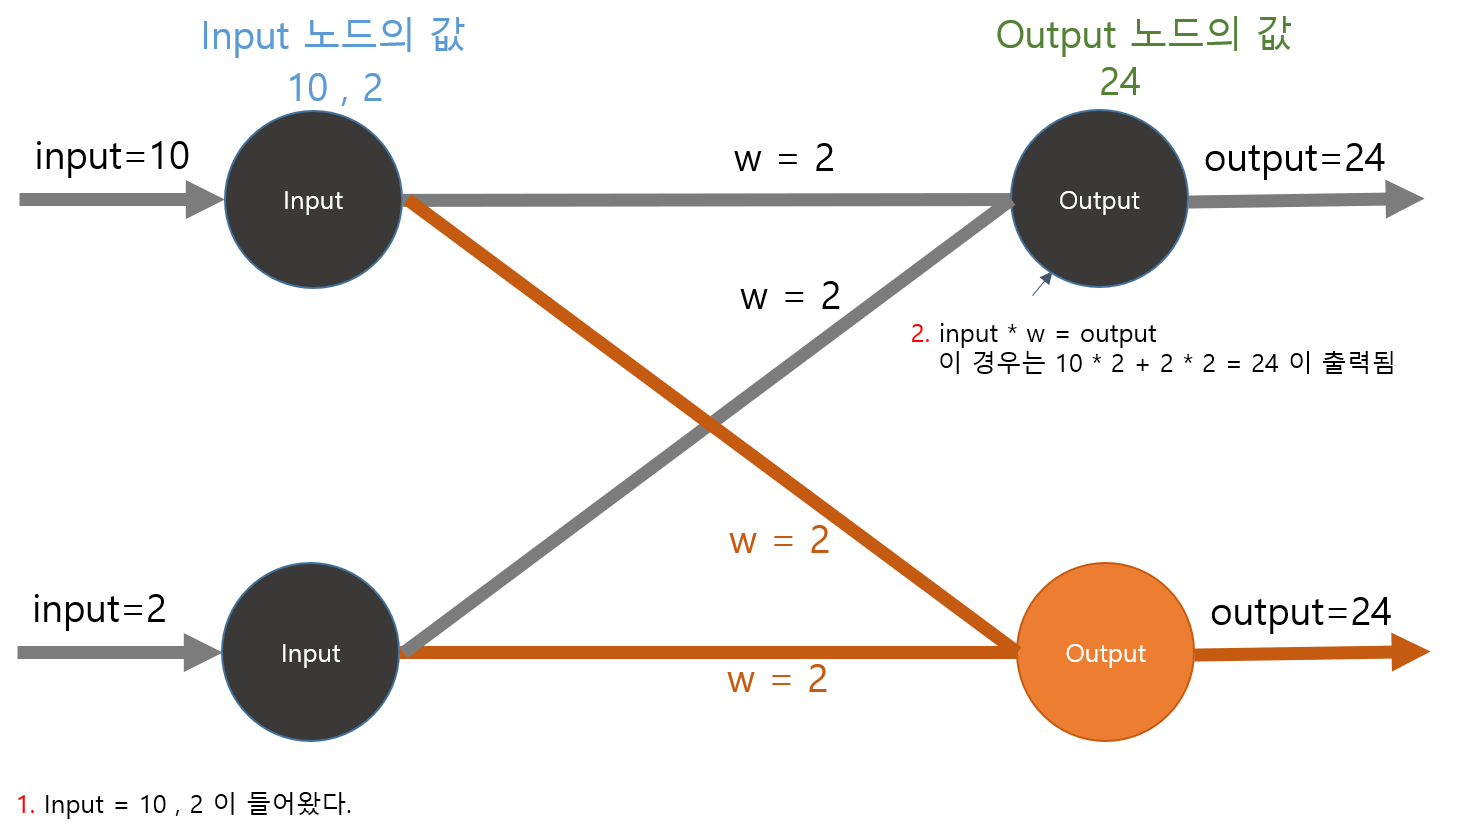 Input 노드의 값
10 , 2
Output 노드의 값
24
input=10
Input
w = 2
Output
output=24
w = 2
2. input * w = output
이 경우는 10 * 2 + 2 * 2 = 24 이 출력됨
w = 2
input=2
Input
w = 2
Output
output=24
1. Input = 10 , 2 이 들어왔다.